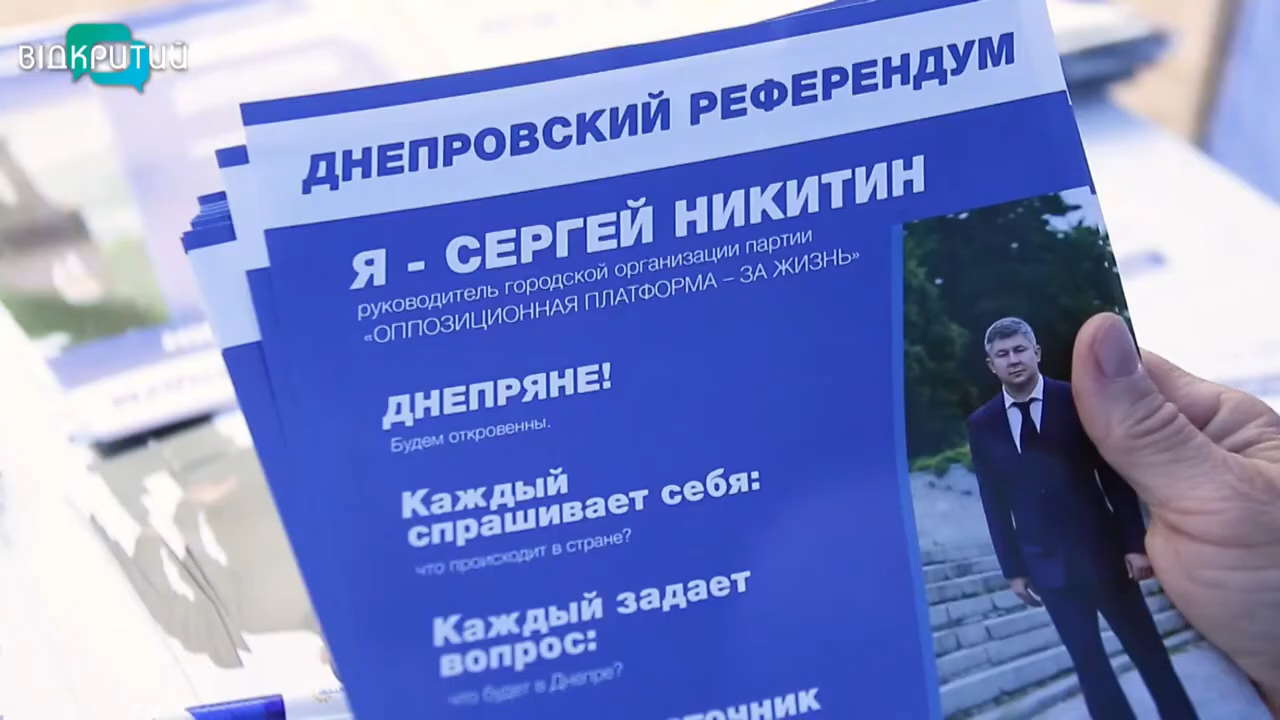 ВІДКРИТИЙ
ДНЕПРОВСКИЙ РЕФЕРЕНДУМ
Я - СЕРГЕЙ НИКИТИН
руководитель городской организации партии
«ОППОЗИЦИОННАЯ ПЛАТФОРМА – ЗА ЖИЗНЬ»
ДНЕПРЯНЕ!
Будем откровенны.
Каждый
спрашивает себя:
что происходит в стране?
Каждый задает
вопрос:
что будет в Днепре?